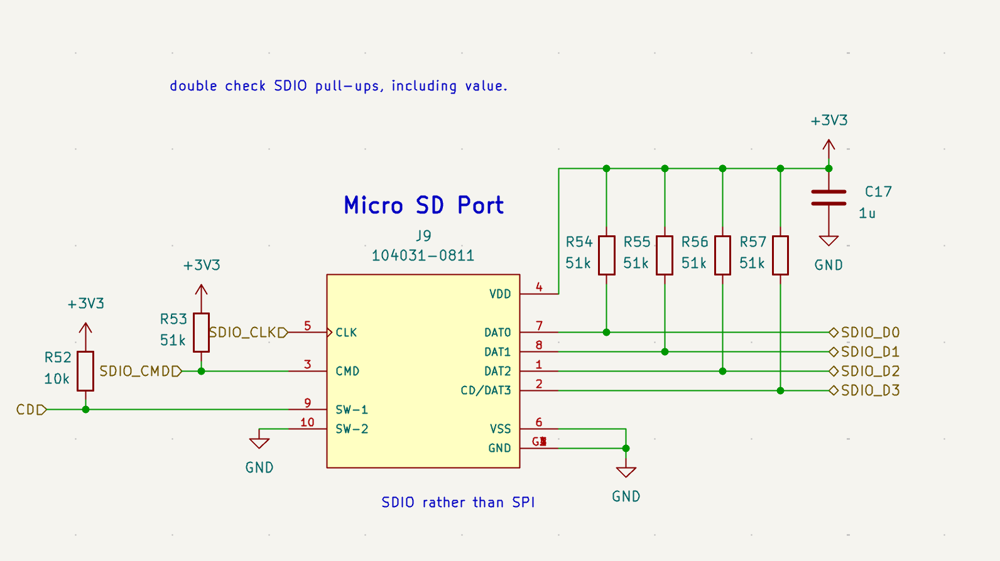 double check SDIO pull-ups, including value.
+3V3
Micro SD Port
C17
1u
J9
104031-0811
R54
51k
R55
51k
R56
51k
R57
51k
GND
+3V3
+3V3
R53
51k
SDIO_CLK
5
CLK
VDD
4
DAT0
7
SDIO_D0
DAT1
8
SDIO_D1
R52
10k
SDIO_CMD
3
CMD
DAT2
1
SDIO_D2
CD/DAT3
2
SDIO_D3
CD
9
SW-1
10
SW-2
VSS
6
GND
GND
GND
SDIO rather than SPI